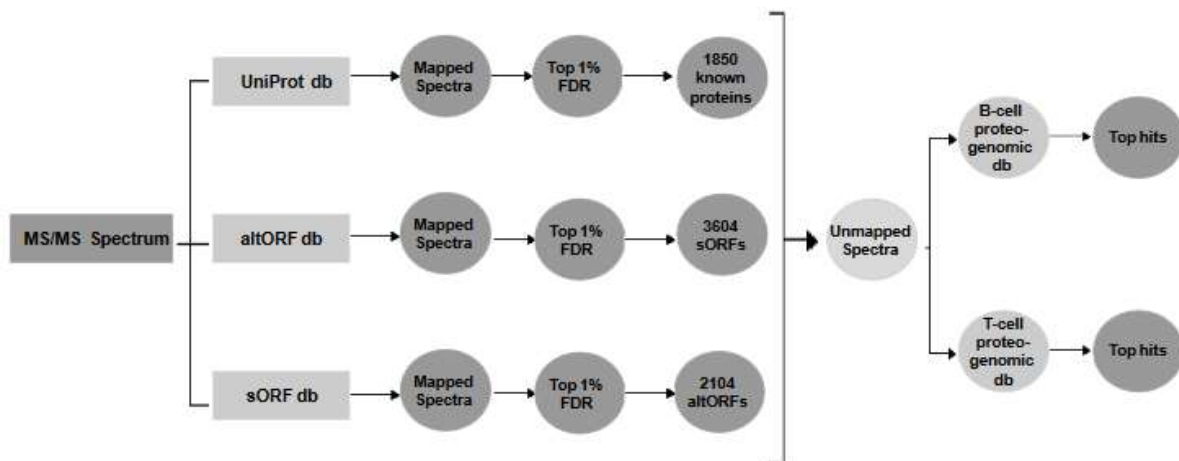 MS/MS Spectrum
UniProt db
Mapped
Spectra
Top 1%
FDR
1850
known
proteins
altORF db
Mapped
Spectra
Top 1%
FDR
3604
sORFs
sORF db
Mapped
Spectra
Top 1%
FDR
2104
altORFs
Unmapped
Spectra
B-cell
proteo-
genomic
db
Top hits
T-cell
proteo-
genomic
db
Top hits